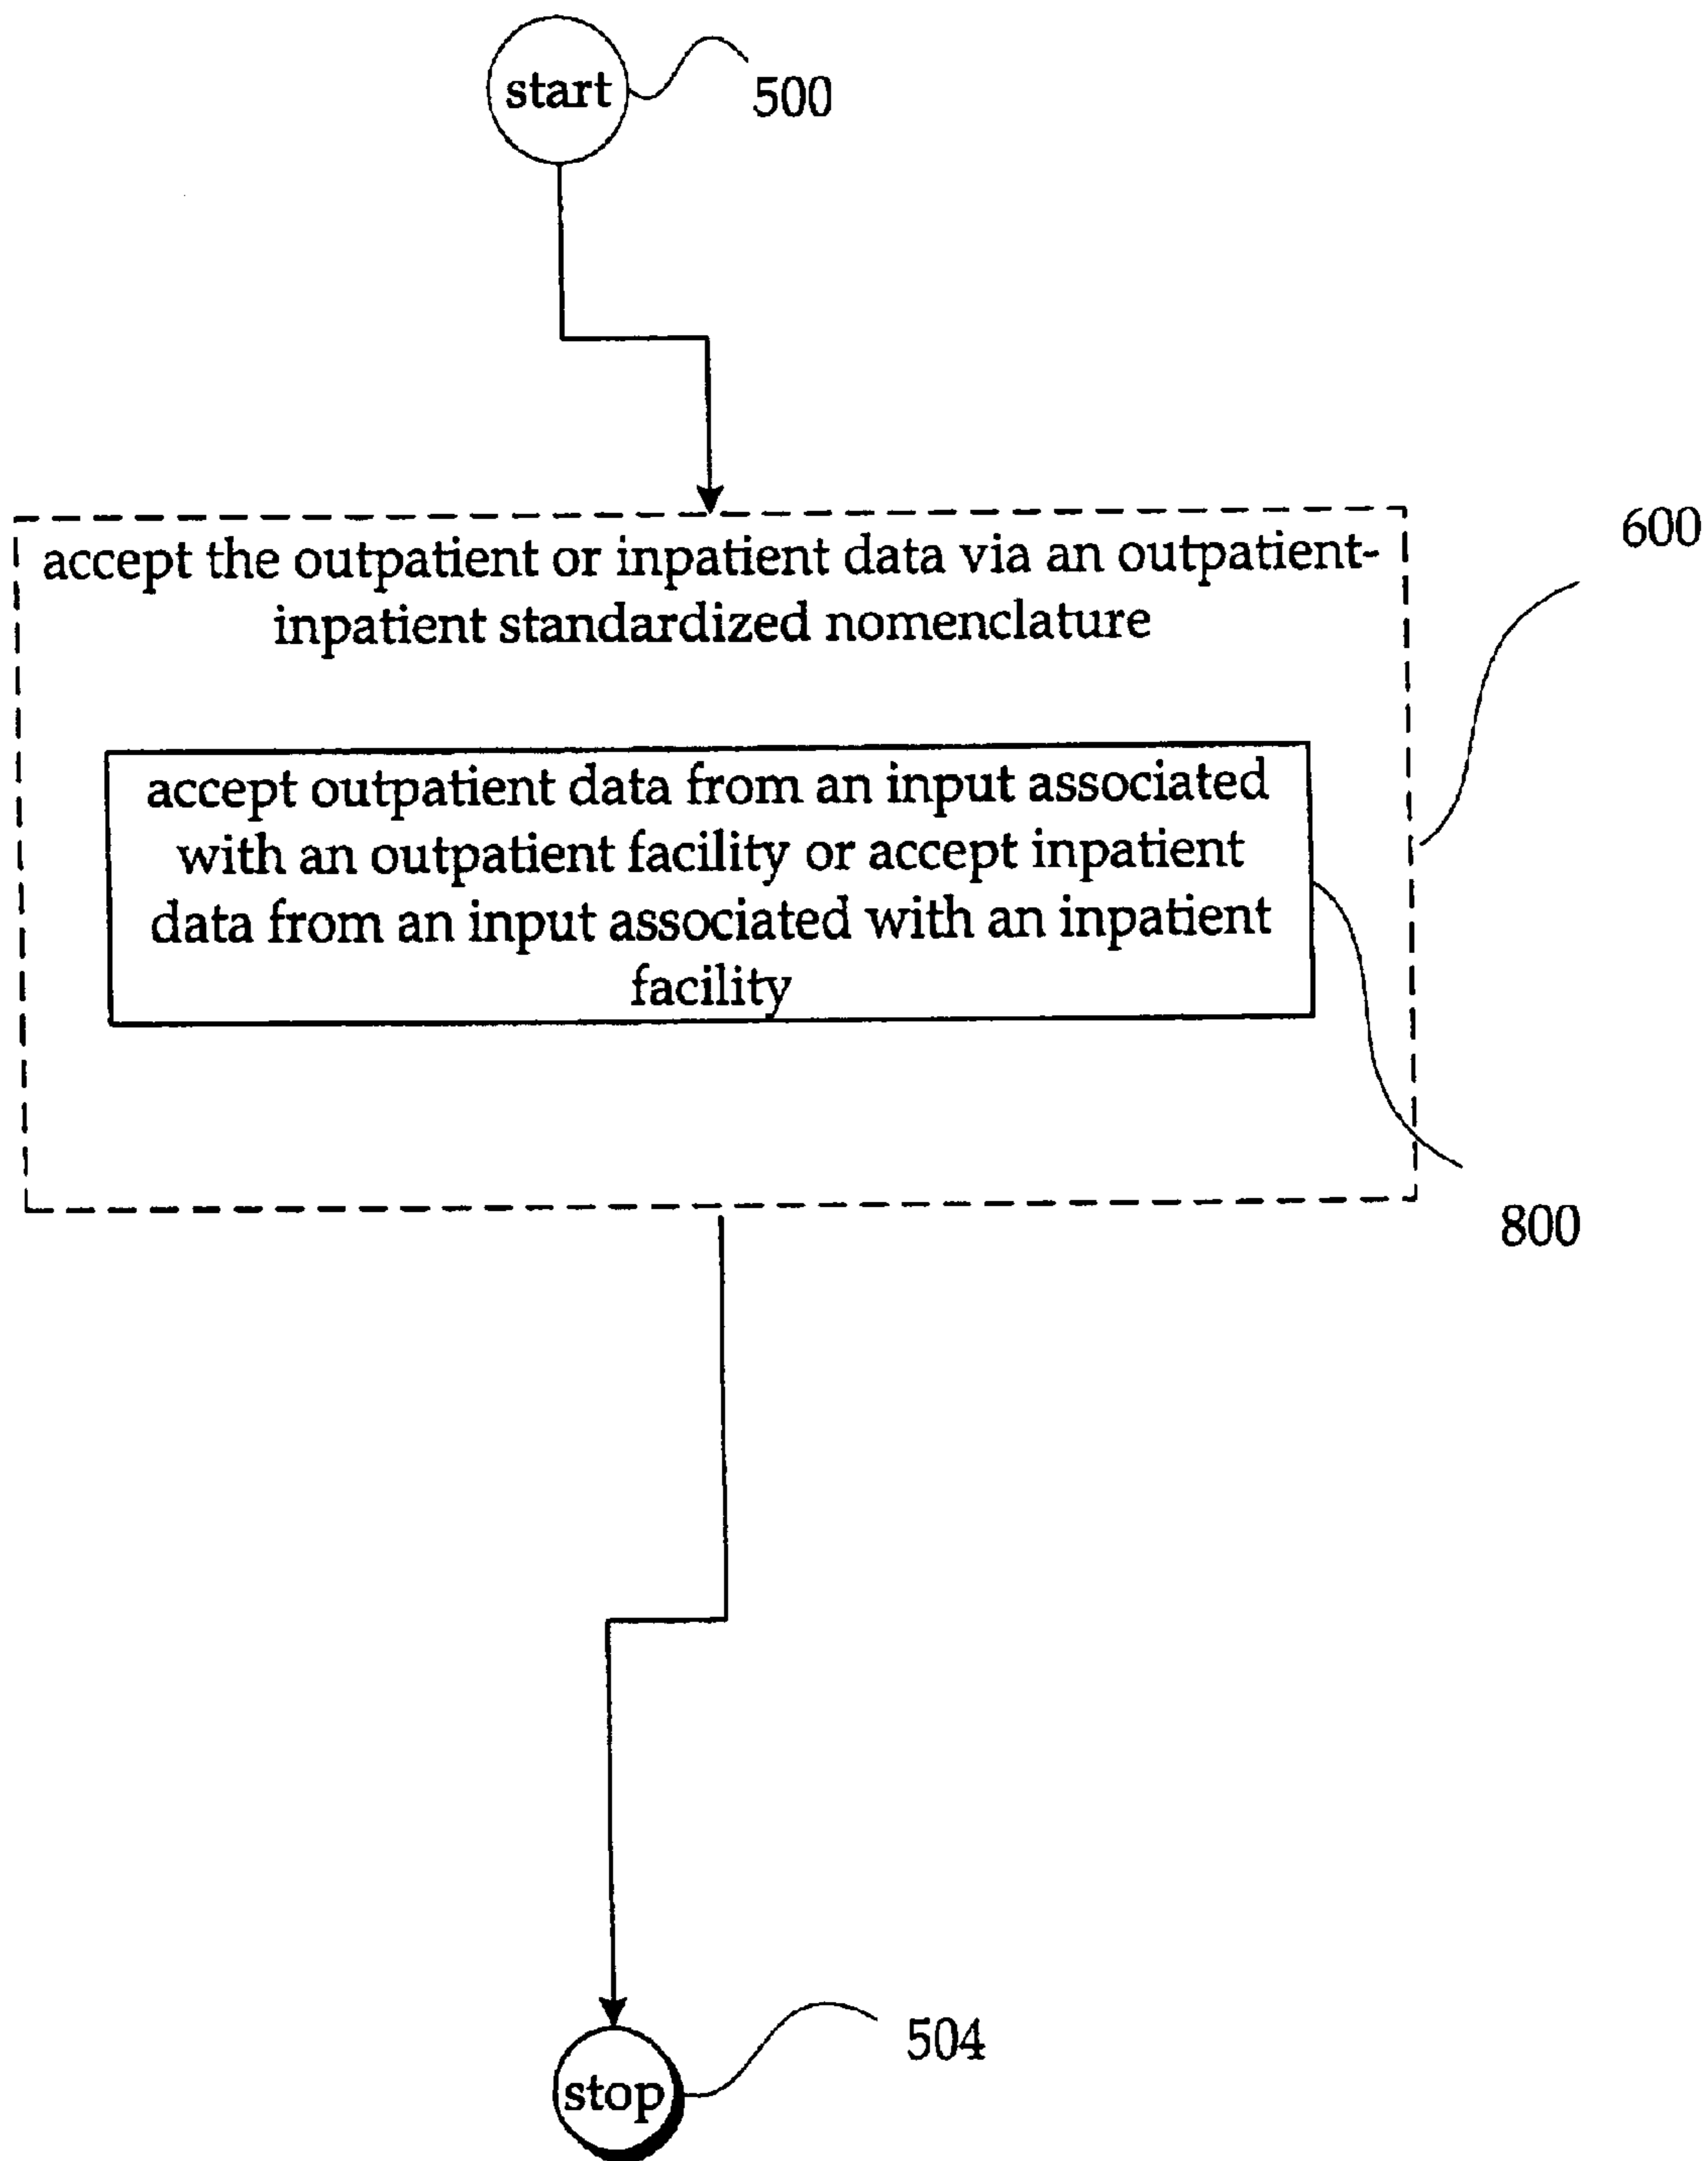 start
500
600
accept the outpatient or inpatient data via an outpatient-
inpatient standardized nomenclature
accept outpatient data from an input associated
with an outpatient facility or accept inpatient
data from an input associated with an inpatient
facility
800
504
stop